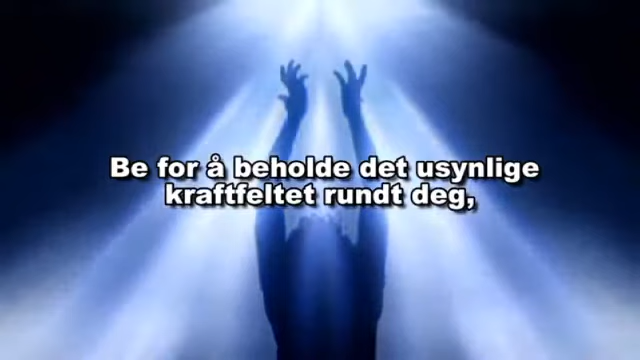 Be for å beholde det usynlige
kraftfeltet rundt deg,